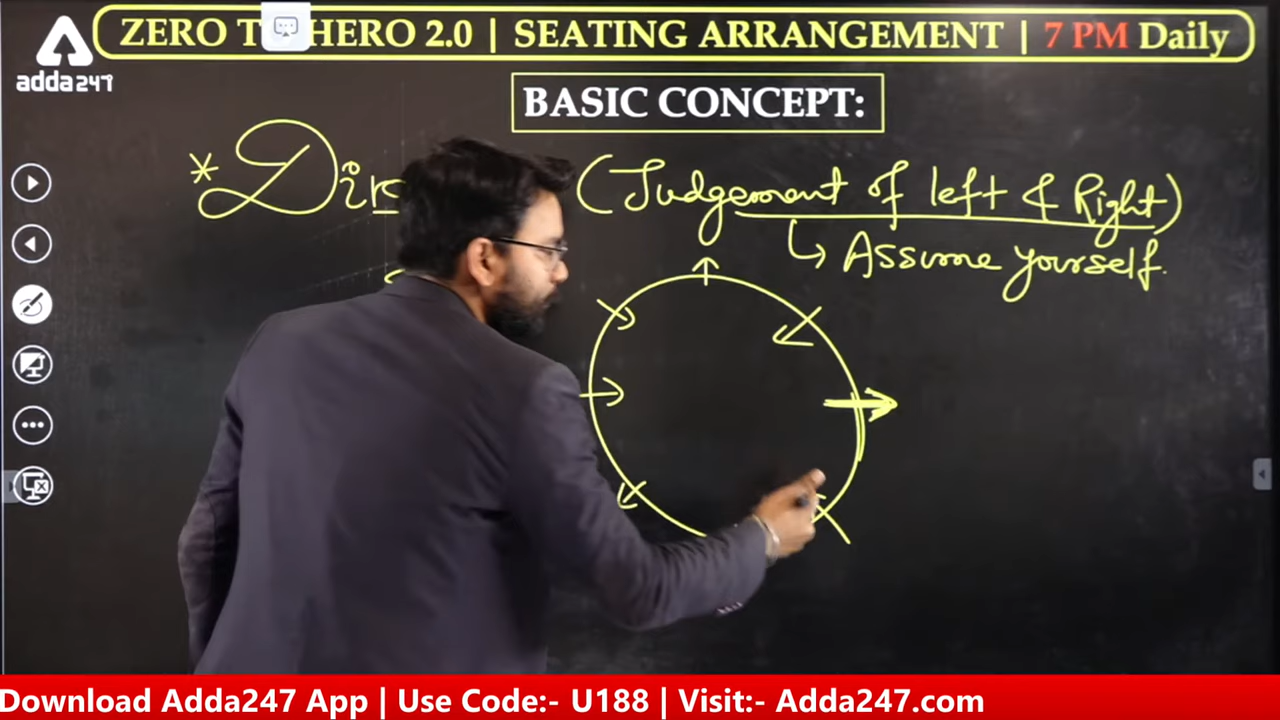 ZERO T HERO 2.0 | SEATING ARRANGEMENT | 7 PM Daily
adda247
BASIC CONCEPT:
(Judgement of left & Right)
↳ Assume yourself.
Download Adda247 App | Use Code:- U188 | Visit:- Adda247.com